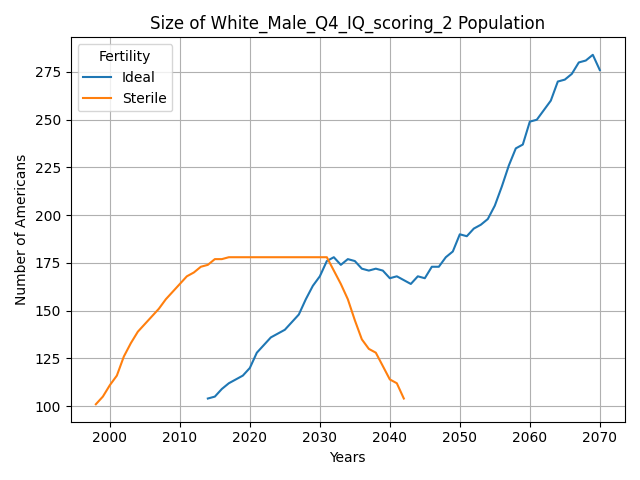 Size of White_Male_Q4_IQ_scoring_2 Population
Fertility
Ideal
Sterile
Number of Americans
275
250
225
200
175
150
125
100
2000 2010 2020 2030 2040 2050 2060 2070
Years